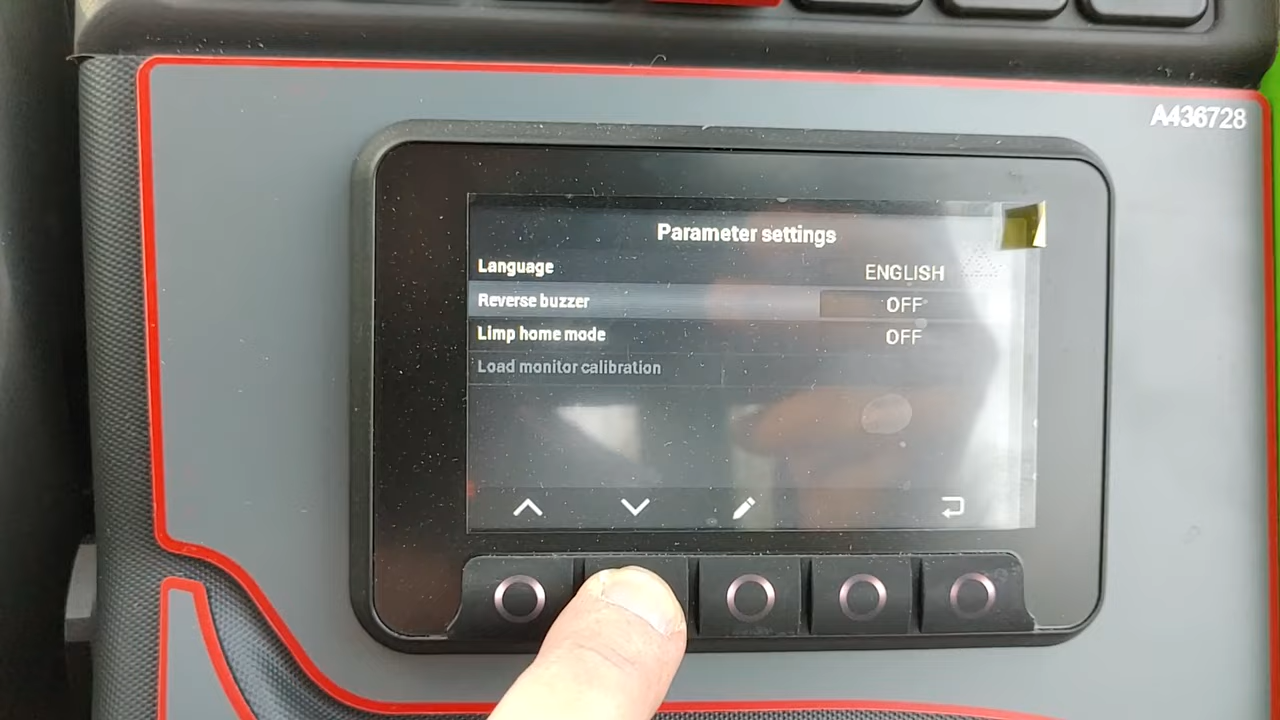 A436728
Parameter settings
Language ENGLISH
Reverse buzzer OFF
Limp home mode OFF
Load monitor calibration